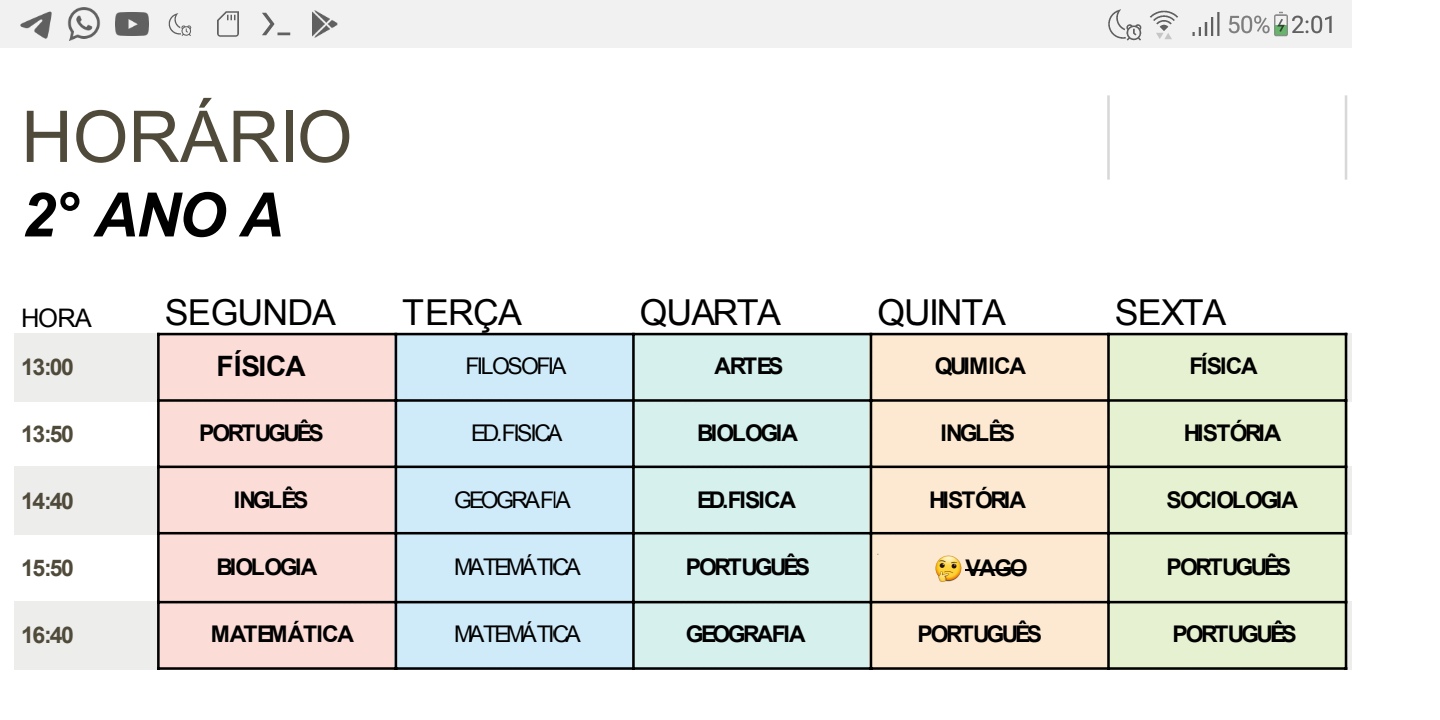 50% 2:01
HORÁRIO
2° ANO A
HORA SEGUNDA TERÇA QUARTA QUINTA SEXTA
13:00 FÍSICA FILOSOFIA ARTES QUIMICA FÍSICA
13:50 PORTUGUÊS ED.FISICA BIOLOGIA INGLÊS HISTÓRIA
14:40 INGLÊS GEOGRAFIA ED.FISICA HISTÓRIA SOCIOLOGIA
15:50 BIOLOGIA MATEMÁTICA PORTUGUÊS 🤔 VAGO PORTUGUÊS
16:40 MATEMÁTICA MATEMÁTICA GEOGRAFIA PORTUGUÊS PORTUGUÊS